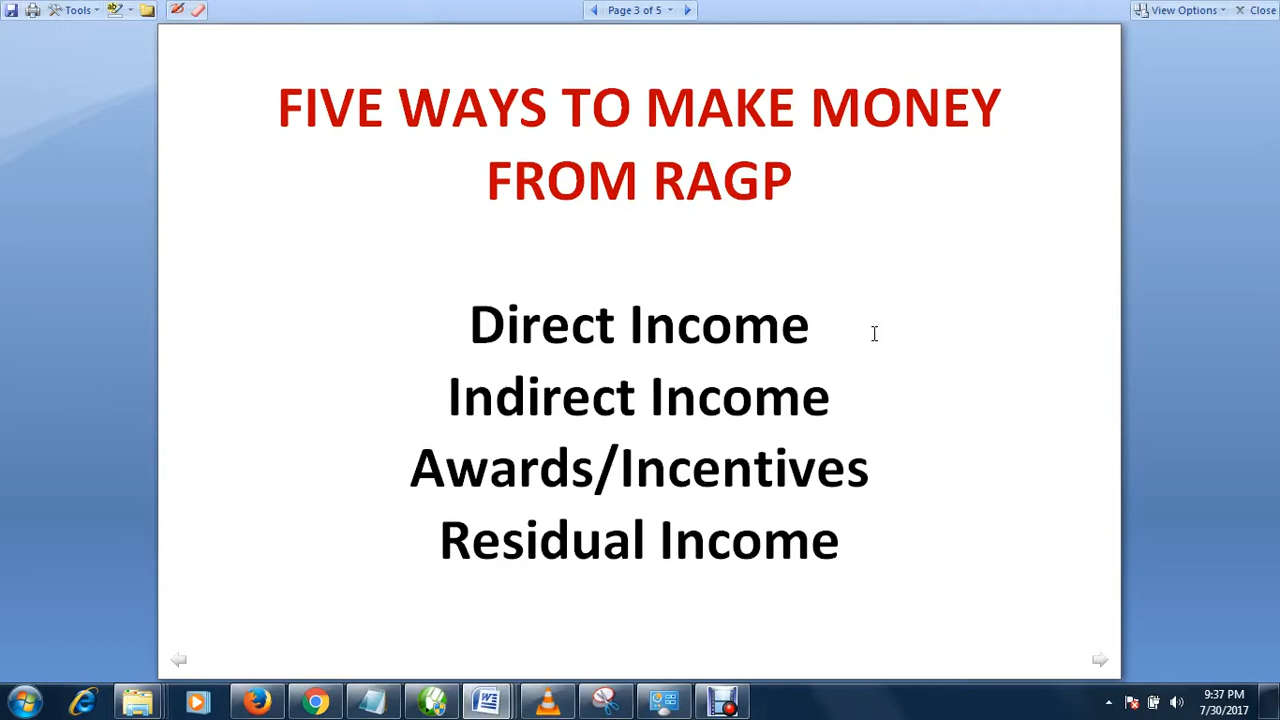 Tools
Page 3 of 5
View Options
Close
FIVE WAYS TO MAKE MONEY
FROM RAGP
Direct Income
Indirect Income
Awards/Incentives
Residual Income
9:37 PM
7/30/2017